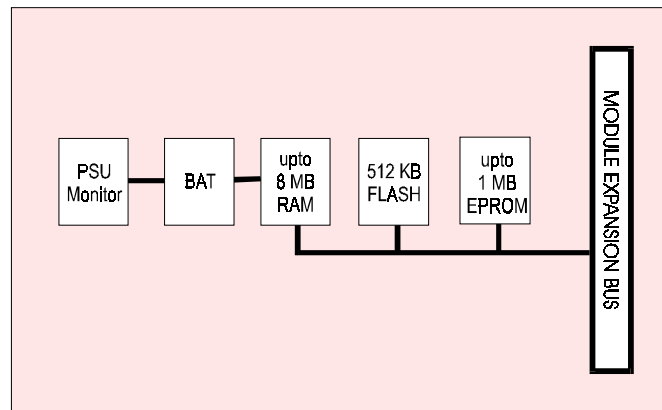 PSU
Monitor
BAT
upto
8 MB
RAM
512 KB
FLASH
upto
1 MB
EPROM
MODULE EXPANSION BUS